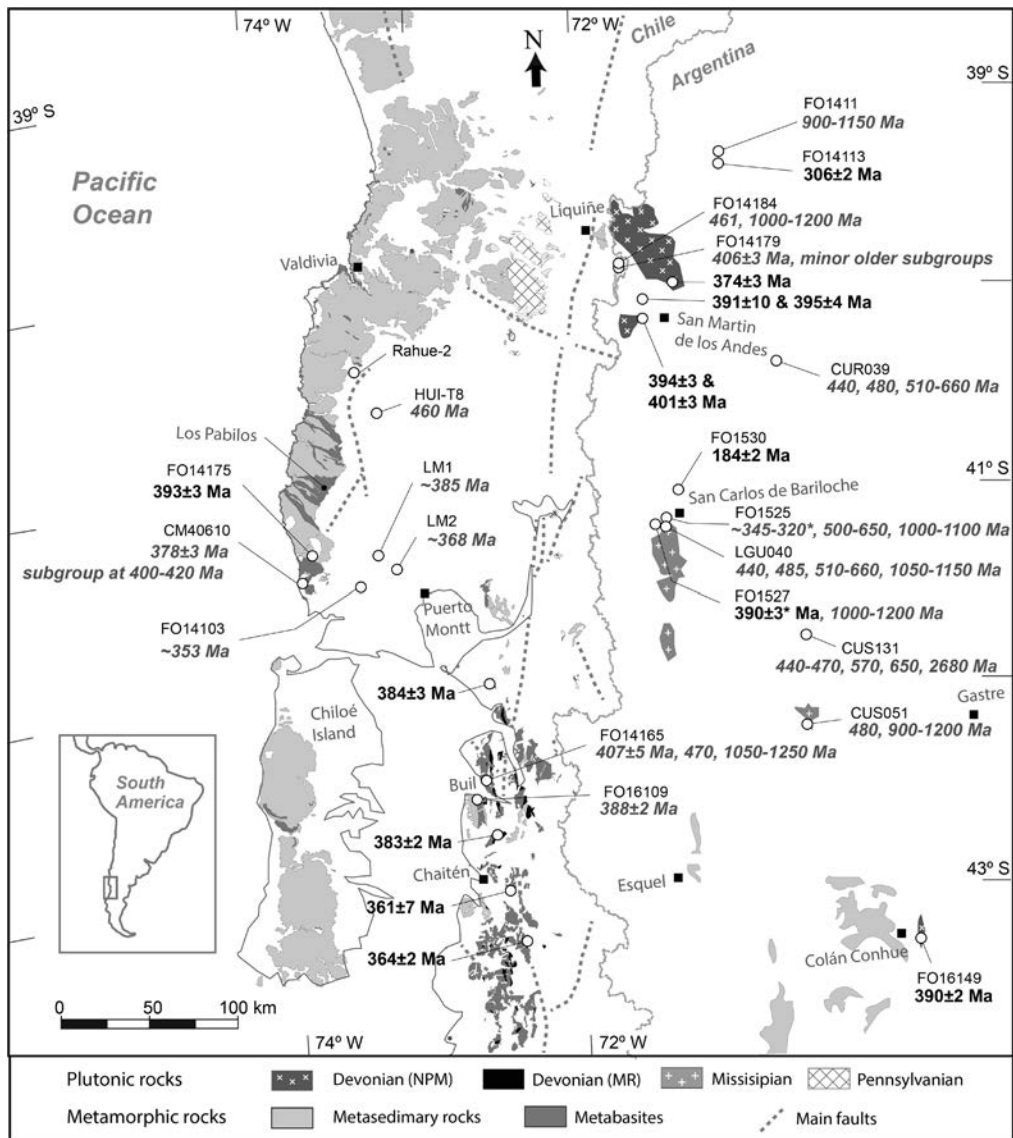 74º W
72º W
Chile
Argentina
N
39º S
39º S
FO1411
900-1150 Ma
FO14113
306±2 Ma
Pacific
Ocean
Liquiñe
FO14184
461, 1000-1200 Ma
FO14179
406±3 Ma, minor older subgroups
Valdivia
374±3 Ma
391±10 & 395±4 Ma
San Martin
de los Andes
Rahue-2
CUR039
440, 480, 510-660 Ma
394±3 &
401±3 Ma
HUI-T8
460 Ma
Los Pabilos
FO1530
184±2 Ma
41º S
FO14175
393±3 Ma
LM1
~385 Ma
San Carlos de Bariloche
FO1525
~345-320*, 500-650, 1000-1100 Ma
CM40610
378±3 Ma
subgroup at 400-420 Ma
LM2
~368 Ma
LGU040
440, 485, 510-660, 1050-1150 Ma
FO1527
390±3* Ma, 1000-1200 Ma
Puerto
Montt
FO14103
~353 Ma
CUS131
440-470, 570, 650, 2680 Ma
384±3 Ma
Gastre
Chiloé
Island
CUS051
480, 900-1200 Ma
FO14165
407±5 Ma, 470, 1050-1250 Ma
South
America
Buil
FO16109
388±2 Ma
383±2 Ma
Chaitén
Esquel
43º S
361±7 Ma
364±2 Ma
Colán Conhue
FO16149
390±2 Ma
0 50 100 km
74º W
72º W
Plutonic rocks Devonian (NPM) Devonian (MR) Missisipian Pennsylvanian
Metamorphic rocks Metasedimary rocks Metabasites Main faults